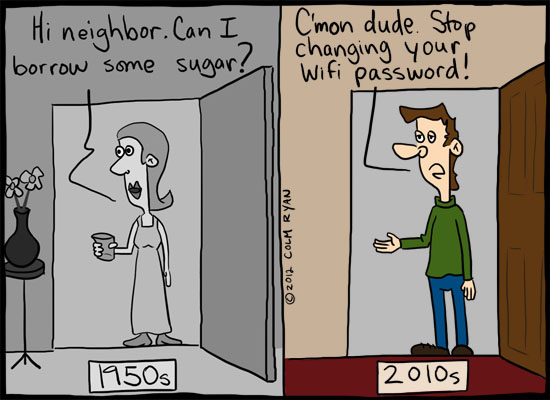 Hi neighbor. Can I
borrow some sugar?
1950s
C'mon dude. Stop
changing your
wifi password!
2010s
©2012 COLM RYAN